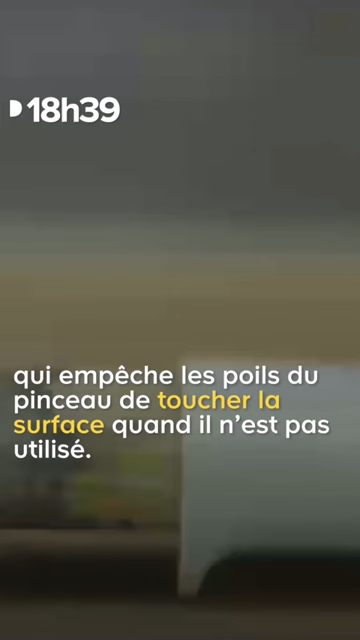 18h39
qui empêche les poils du
pinceau de toucher la
surface quand il n’est pas
utilisé.